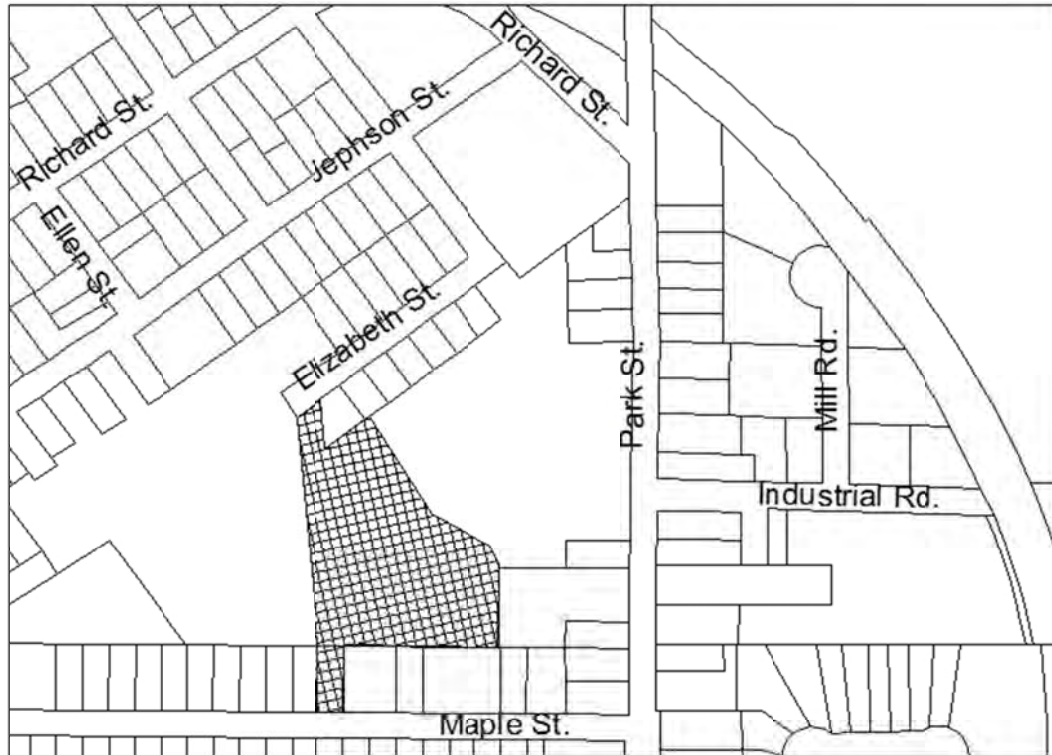 Richard St.
Richard St.
Jephson St.
Ellen St.
Elizabeth St.
Park St.
Mill Rd.
Industrial Rd.
Maple St.